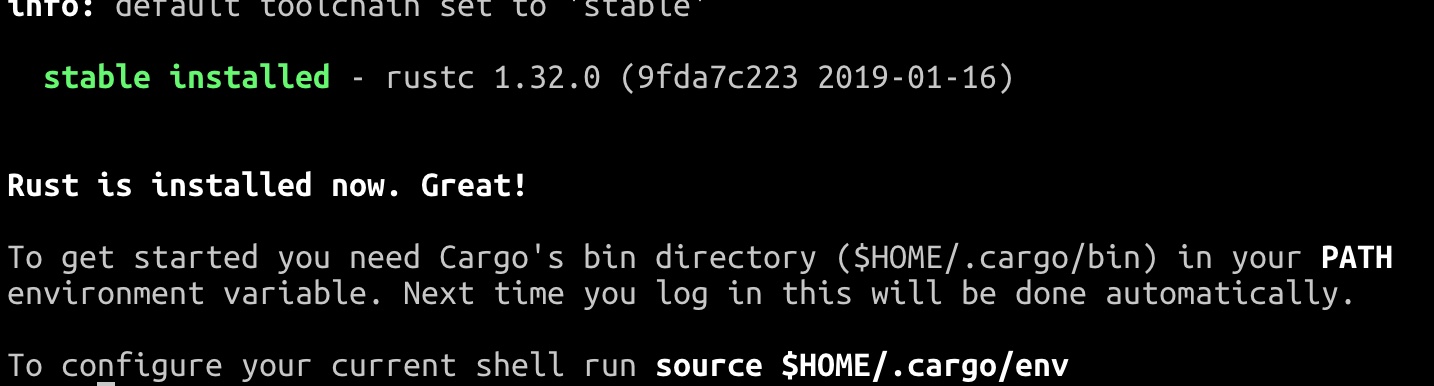 info: default toolchain set to 'stable'
stable installed - rustc 1.32.0 (9fda7c223 2019-01-16)
Rust is installed now. Great!
To get started you need Cargo's bin directory ($HOME/.cargo/bin) in your PATH
environment variable. Next time you log in this will be done automatically.
To configure your current shell run source $HOME/.cargo/env